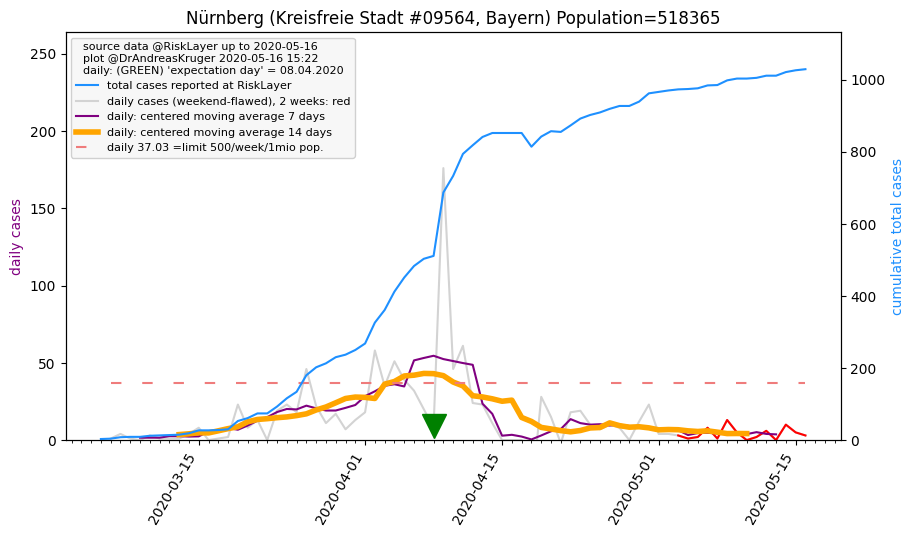 Nürnberg (Kreisfreie Stadt #09564, Bayern) Population=518365
source data @RiskLayer up to 2020-05-16
plot @DrAndreasKruger 2020-05-16 15:22
daily: (GREEN) 'expectation day' = 08.04.2020
total cases reported at RiskLayer
daily cases (weekend-flawed), 2 weeks: red
daily: centered moving average 7 days
daily: centered moving average 14 days
daily 37.03 =limit 500/week/1mio pop.
daily cases
250
200
150
100
50
0
cumulative total cases
1000
800
600
400
200
0
2020-03-15
2020-04-01
2020-04-15
2020-05-01
2020-05-15